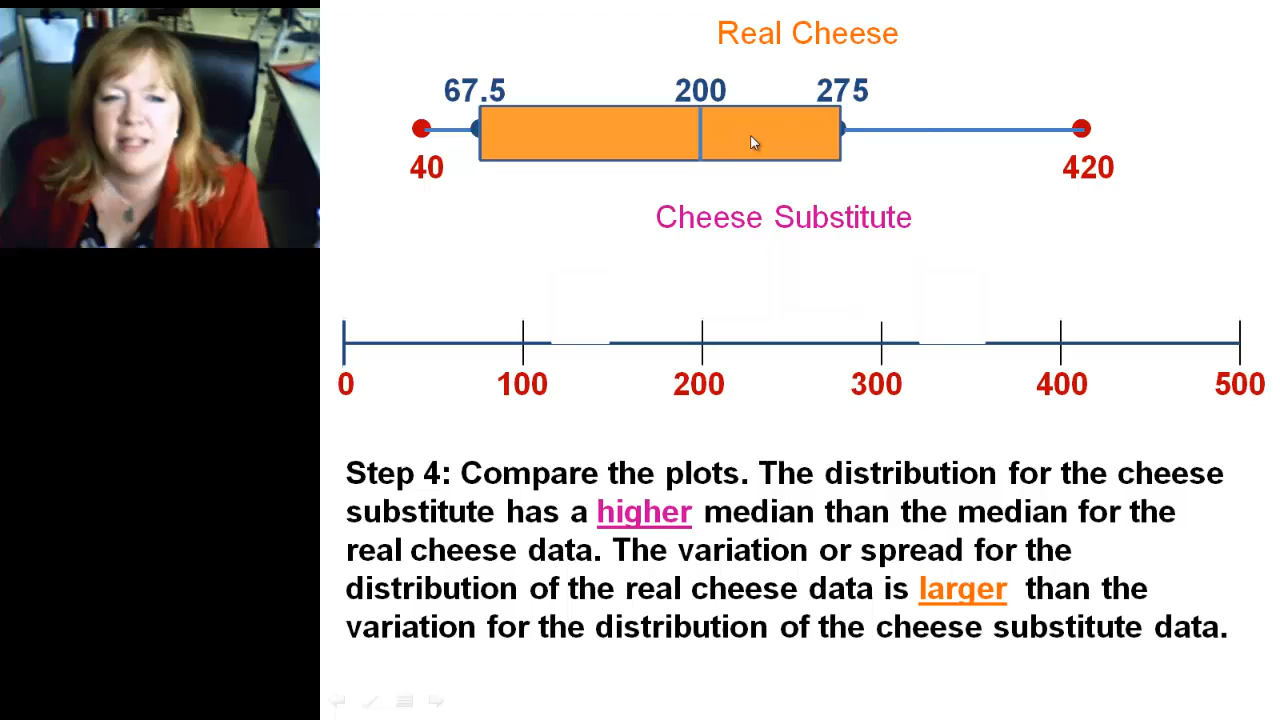 Real Cheese
67.5 200 275
40 420
Cheese Substitute
0 100 200 300 400 500
Step 4: Compare the plots. The distribution for the cheese
substitute has a higher median than the median for the
real cheese data. The variation or spread for the
distribution of the real cheese data is larger than the
variation for the distribution of the cheese substitute data.